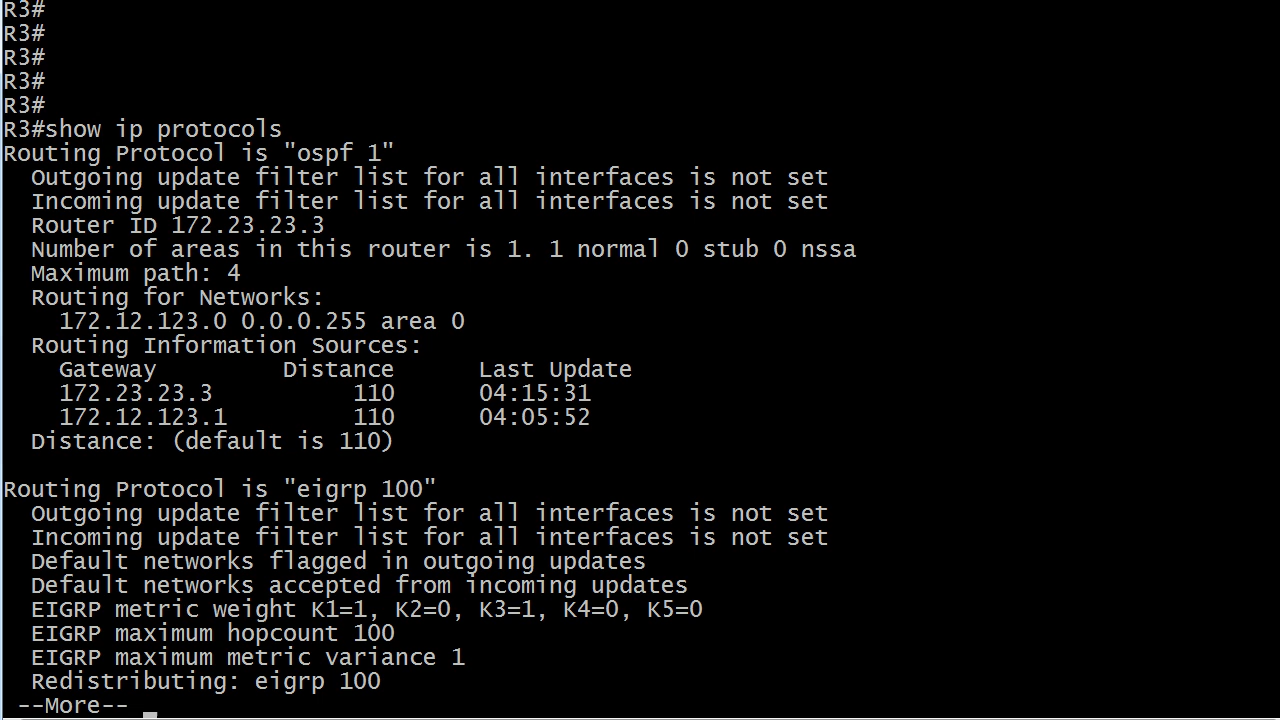 R3#
R3#
R3#
R3#
R3#
R3#show ip protocols
Routing Protocol is "ospf 1"
  Outgoing update filter list for all interfaces is not set
  Incoming update filter list for all interfaces is not set
  Router ID 172.23.23.3
  Number of areas in this router is 1. 1 normal 0 stub 0 nssa
  Maximum path: 4
  Routing for Networks:
    172.12.123.0 0.0.0.255 area 0
  Routing Information Sources:
    Gateway         Distance      Last Update
    172.23.23.3          110      04:15:31
    172.12.123.1         110      04:05:52
  Distance: (default is 110)

Routing Protocol is "eigrp 100"
  Outgoing update filter list for all interfaces is not set
  Incoming update filter list for all interfaces is not set
  Default networks flagged in outgoing updates
  Default networks accepted from incoming updates
  EIGRP metric weight K1=1, K2=0, K3=1, K4=0, K5=0
  EIGRP maximum hopcount 100
  EIGRP maximum metric variance 1
  Redistributing: eigrp 100
 --More--